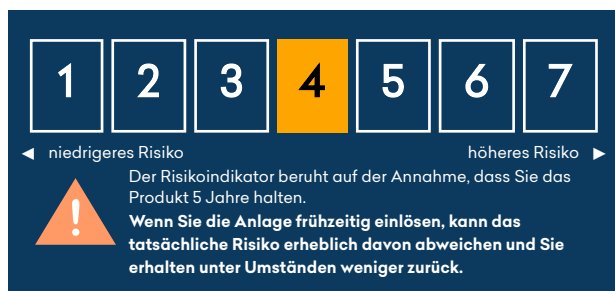 1 2 3 4 5 6 7
◄ niedrigeres Risiko höheres Risiko ►
Der Risikoindikator beruht auf der Annahme, dass Sie das
Produkt 5 Jahre halten.
!
Wenn Sie die Anlage frühzeitig einlösen, kann das
tatsächliche Risiko erheblich davon abweichen und Sie
erhalten unter Umständen weniger zurück.